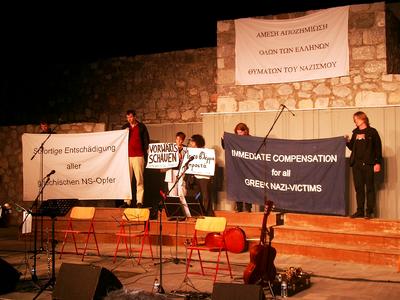 ΑΜΕΣΗ ΑΠΟΖΗΜΙΩΣΗ
ΟΛΩΝ ΤΩΝ ΕΛΛΗΝΩΝ
ΘΥΜΑΤΩΝ ΤΟΥ ΝΑΖΙΣΜΟΥ
Sofortige Entschädigung
aller
griechischen NS-Opfer
VORWÄRTS
SCHAUEN
IMMEDIATE COMPENSATION
for all
GREEK NAZI-VICTIMS